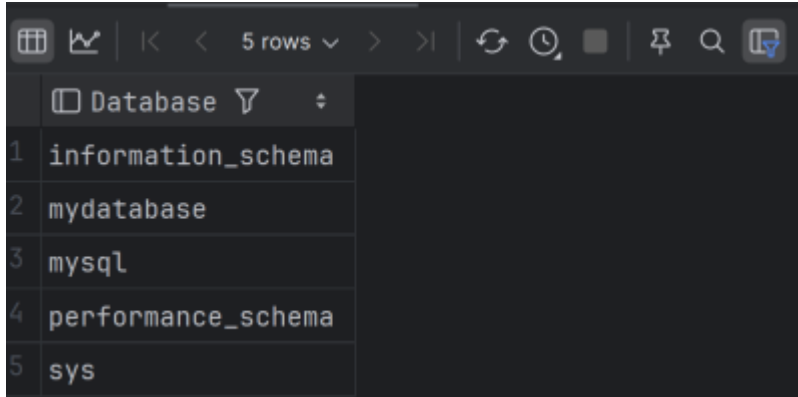 5 rows
Database
1 information_schema
2 mydatabase
3 mysql
4 performance_schema
5 sys